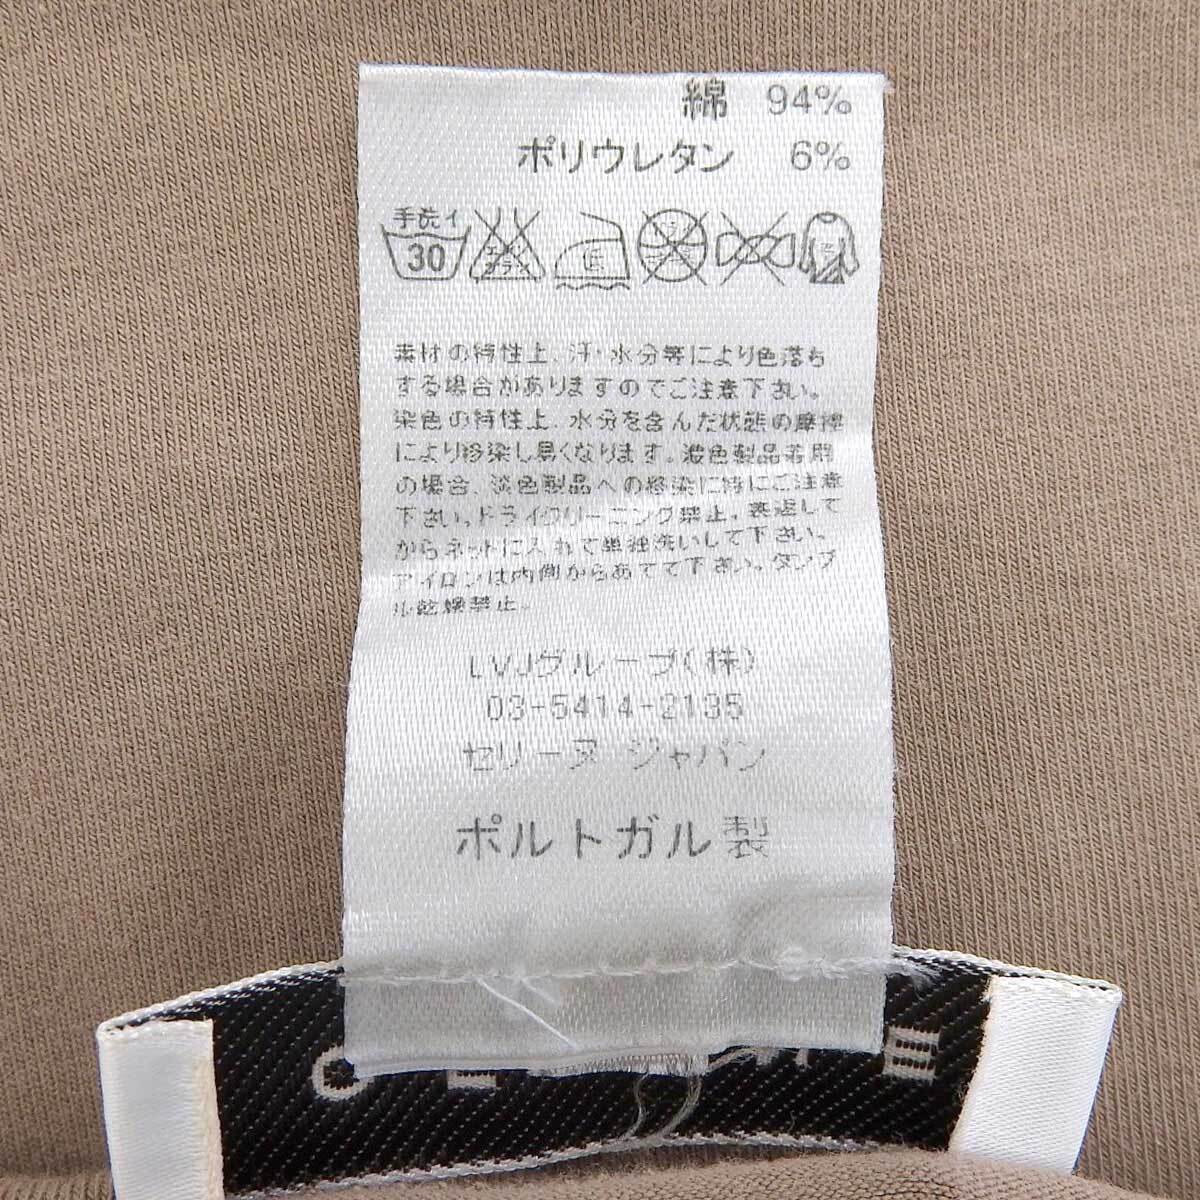 綿 94%
ポリウレタン 6%
手洗イ
30
エンソ
サラシ
低
素材の特性上、汗・水分等により色落ち
する場合がありますのでご注意下さい。
染色の特性上、水分を含んだ状態の摩擦
により移染し易くなります。濃色製品着用
の場合、淡色製品への移染に特にご注意
下さい。ドライクリーニング禁止。裏返して
からネットに入れて単独洗いして下さい。
アイロンは内側からあてて下さい。タンブ
ル乾燥禁止。
LVJグループ(株)
03-5414-2135
セリーヌ ジャパン
ポルトガル製